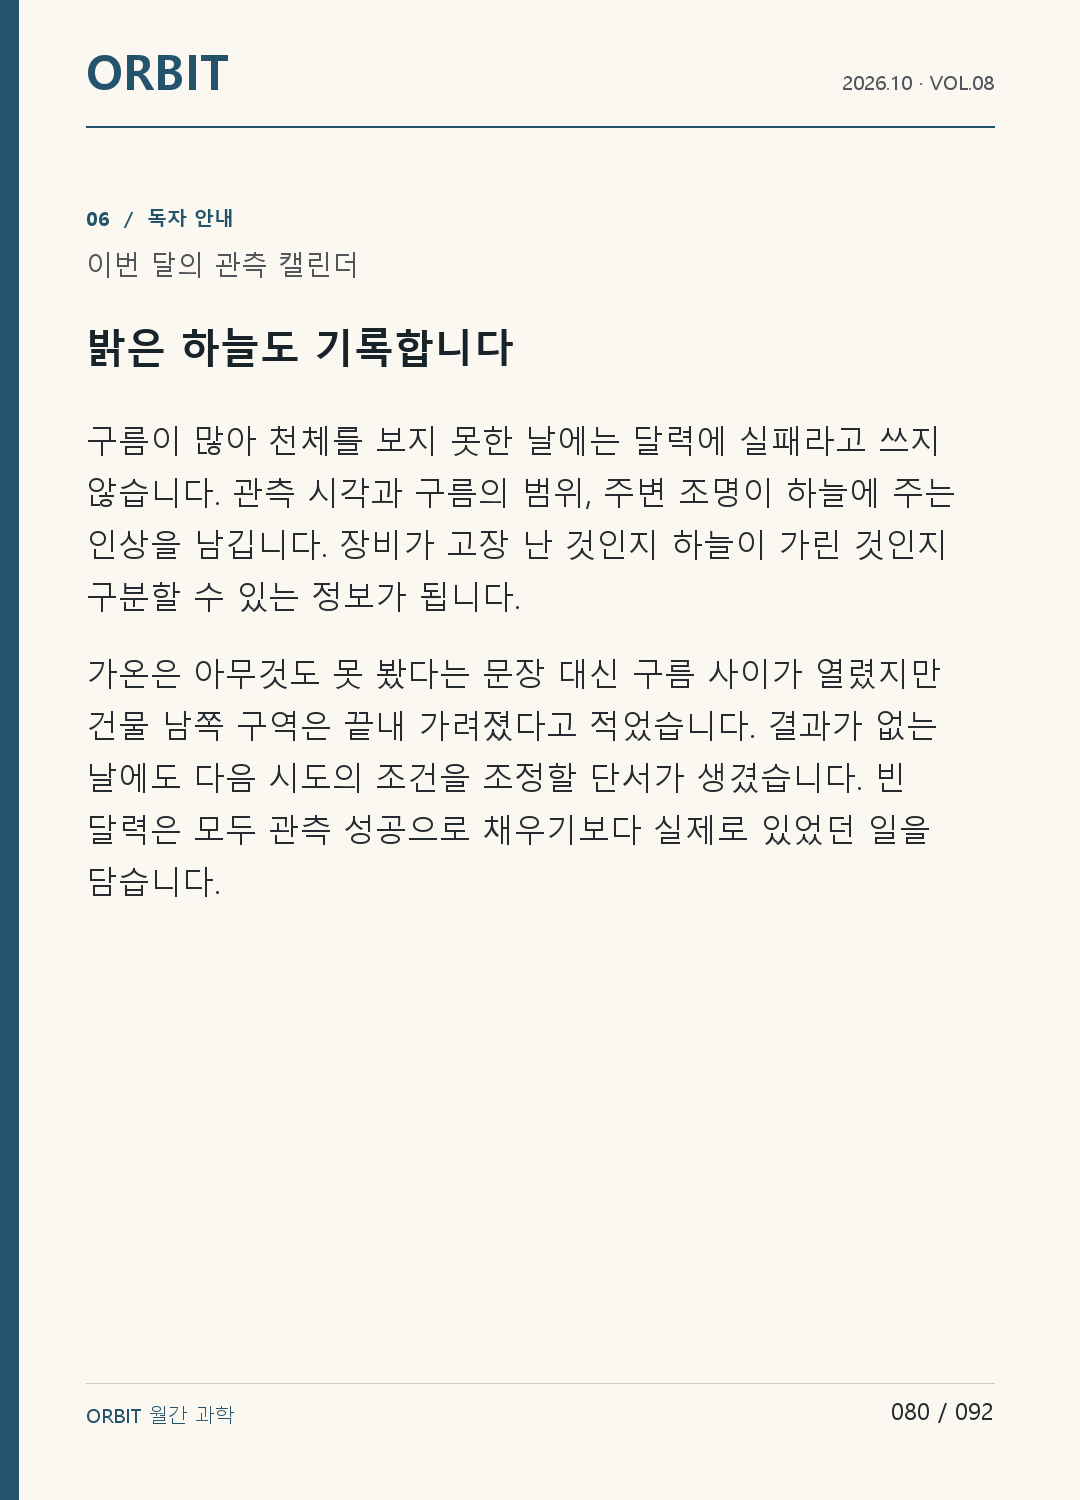 ORBIT
2026.10 · VOL.08
06 / 독자 안내
이번 달의 관측 캘린더
밝은 하늘도 기록합니다
구름이 많아 천체를 보지 못한 날에는 달력에 실패라고 쓰지
않습니다. 관측 시각과 구름의 범위, 주변 조명이 하늘에 주는
인상을 남깁니다. 장비가 고장 난 것인지 하늘이 가린 것인지
구분할 수 있는 정보가 됩니다.
가온은 아무것도 못 봤다는 문장 대신 구름 사이가 열렸지만
건물 남쪽 구역은 끝내 가려졌다고 적었습니다. 결과가 없는
날에도 다음 시도의 조건을 조정할 단서가 생겼습니다. 빈
달력은 모두 관측 성공으로 채우기보다 실제로 있었던 일을
담습니다.
ORBIT 월간 과학
080 / 092